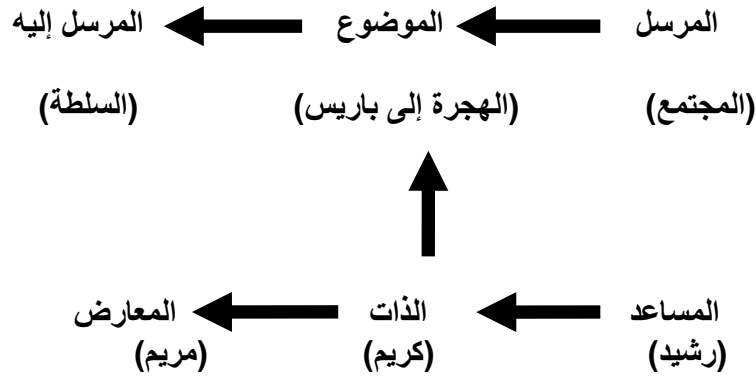 المرسل الموضوع المرسل إليه
(المجتمع) (الهجرة إلى باريس) (السلطة)
المساعد الذات المعارض
(رشيد) (كريم) (مريم)